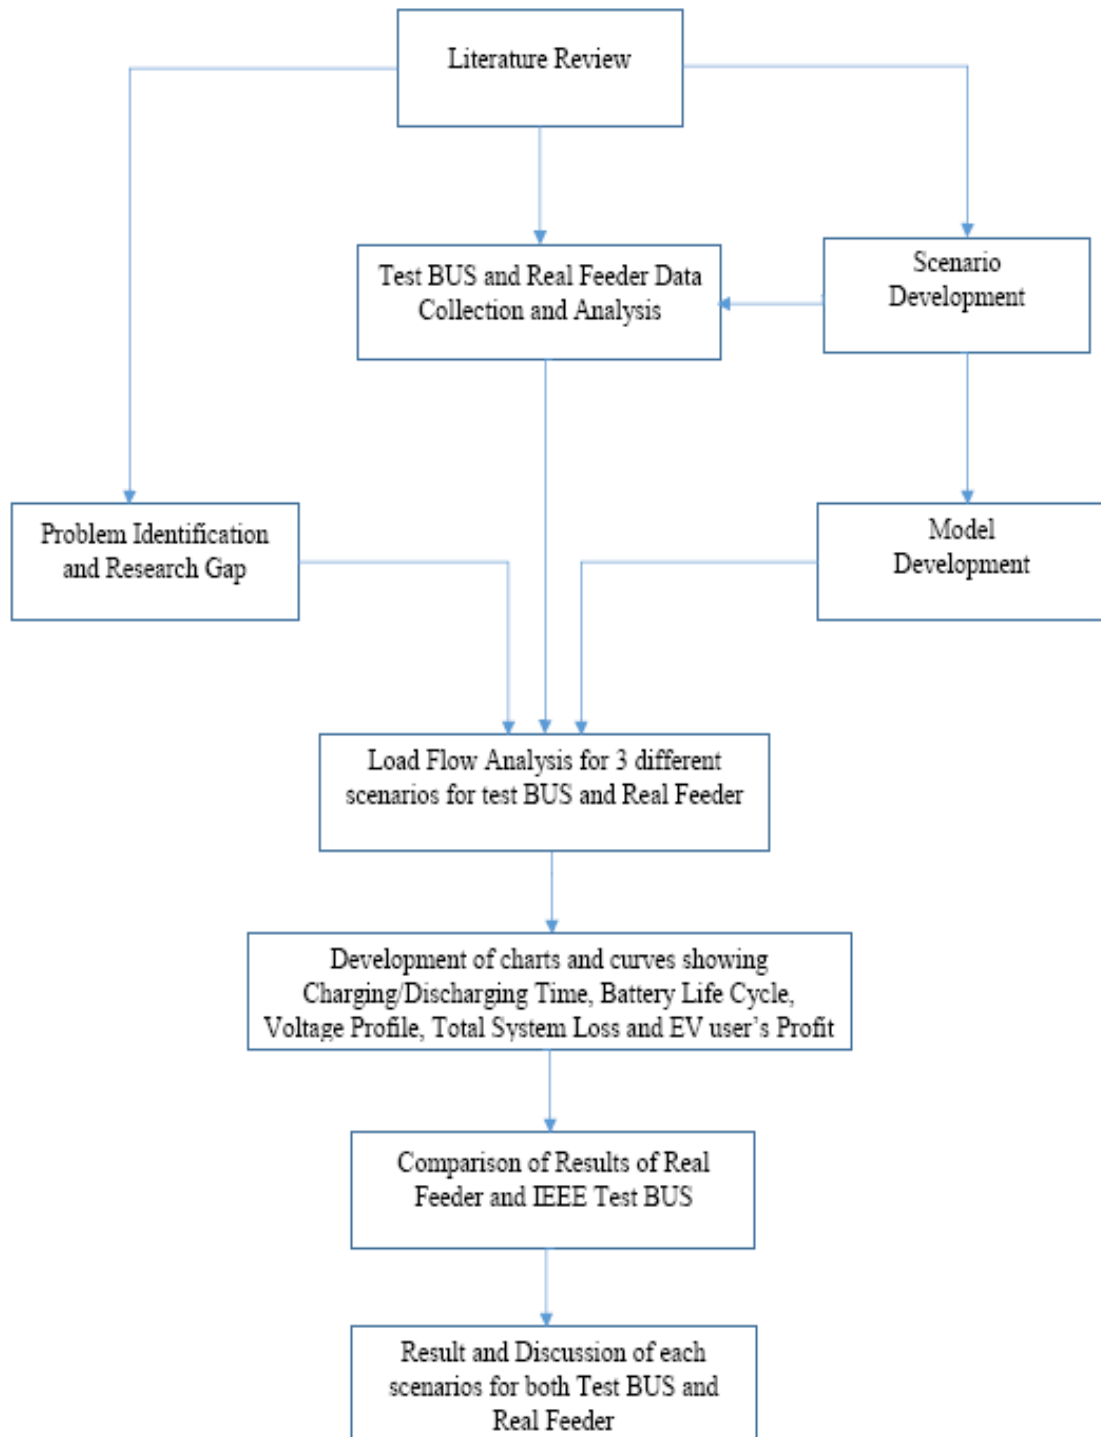 Literature Review
Test BUS and Real Feeder Data
Collection and Analysis
Scenario
Development
Problem Identification
and Research Gap
Model
Development
Load Flow Analysis for 3 different
scenarios for test BUS and Real Feeder
Development of charts and curves showing
Charging/Discharging Time, Battery Life Cycle,
Voltage Profile, Total System Loss and EV user’s Profit
Comparison of Results of Real
Feeder and IEEE Test BUS
Result and Discussion of each
scenarios for both Test BUS and
Real Feeder